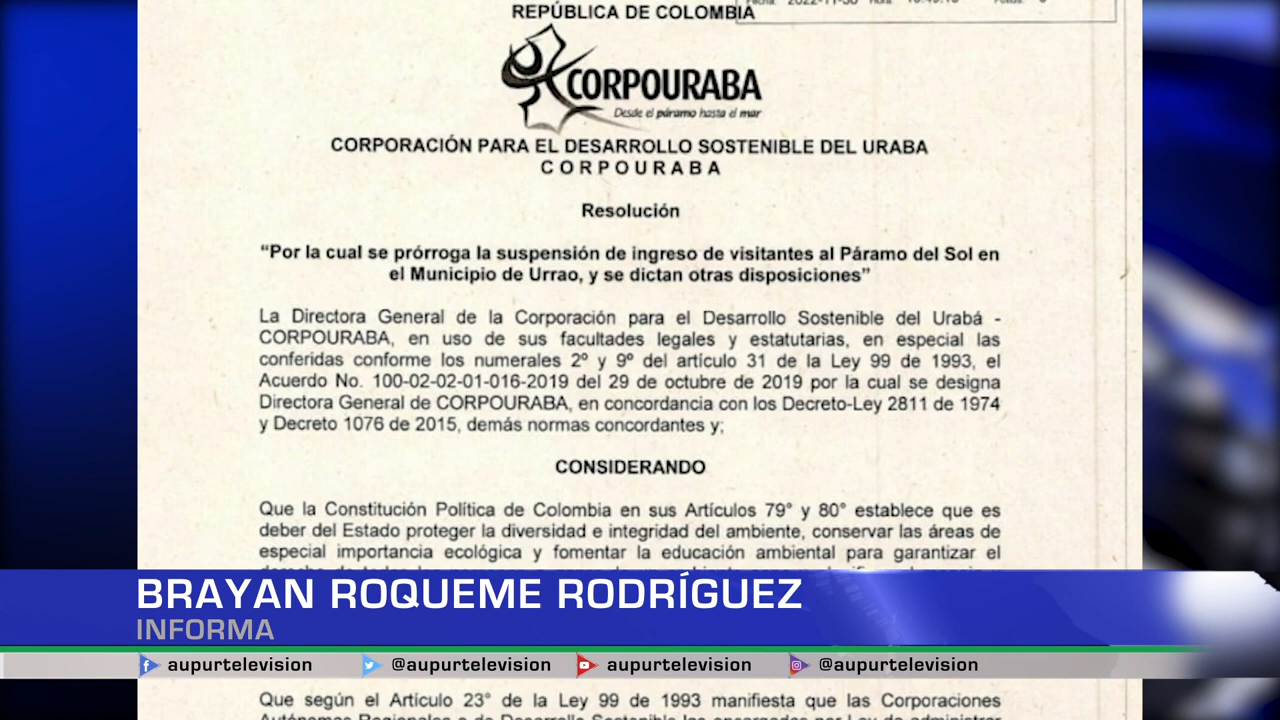 Fecha: 2022-11-30 Hora:
REPÚBLICA DE COLOMBIA
CORPOURABA
Desde el páramo hasta el mar
CORPORACIÓN PARA EL DESARROLLO SOSTENIBLE DEL URABA
CORPOURABA
Resolución
“Por la cual se prórroga la suspensión de ingreso de visitantes al Páramo del Sol en
el Municipio de Urrao, y se dictan otras disposiciones”
La Directora General de la Corporación para el Desarrollo Sostenible del Urabá -
CORPOURABA, en uso de sus facultades legales y estatutarias, en especial las
conferidas conforme los numerales 2º y 9º del artículo 31 de la Ley 99 de 1993, el
Acuerdo No. 100-02-02-01-016-2019 del 29 de octubre de 2019 por la cual se designa
Directora General de CORPOURABA, en concordancia con los Decreto-Ley 2811 de 1974
y Decreto 1076 de 2015, demás normas concordantes y;
CONSIDERANDO
Que la Constitución Política de Colombia en sus Artículos 79° y 80° establece que es
deber del Estado proteger la diversidad e integridad del ambiente, conservar las áreas de
especial importancia ecológica y fomentar la educación ambiental para garantizar el
BRAYAN ROQUEME RODRÍGUEZ
INFORMA
aupurtelevision @aupurtelevision aupurtelevision @aupurtelevision
Que según el Artículo 23° de la Ley 99 de 1993 manifiesta que las Corporaciones